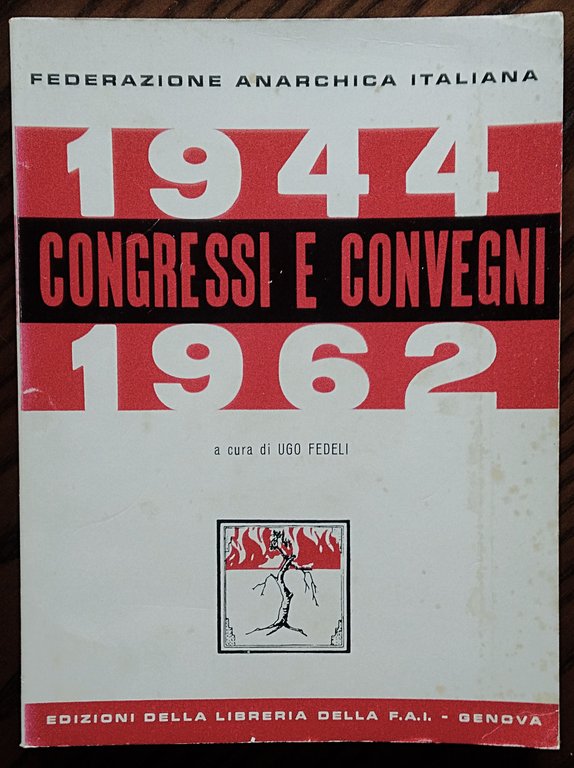 FEDERAZIONE ANARCHICA ITALIANA
1944
CONGRESSI E CONVEGNI
1962
a cura di UGO FEDELI
EDIZIONI DELLA LIBRERIA DELLA F.A.I. - GENOVA